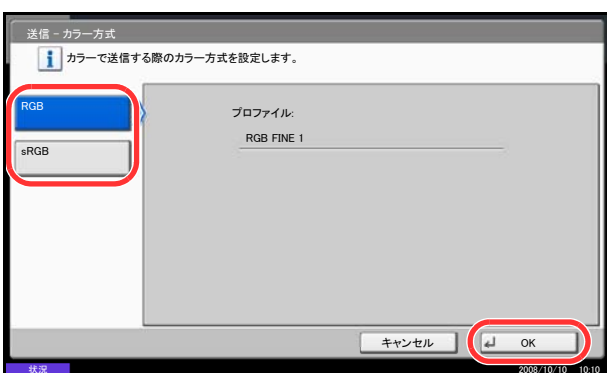 送信 - カラー方式
カラーで送信する際のカラー方式を設定します。
RGB
sRGB
プロファイル:
RGB FINE 1
キャンセル
OK
状況
2008/10/10 10:10